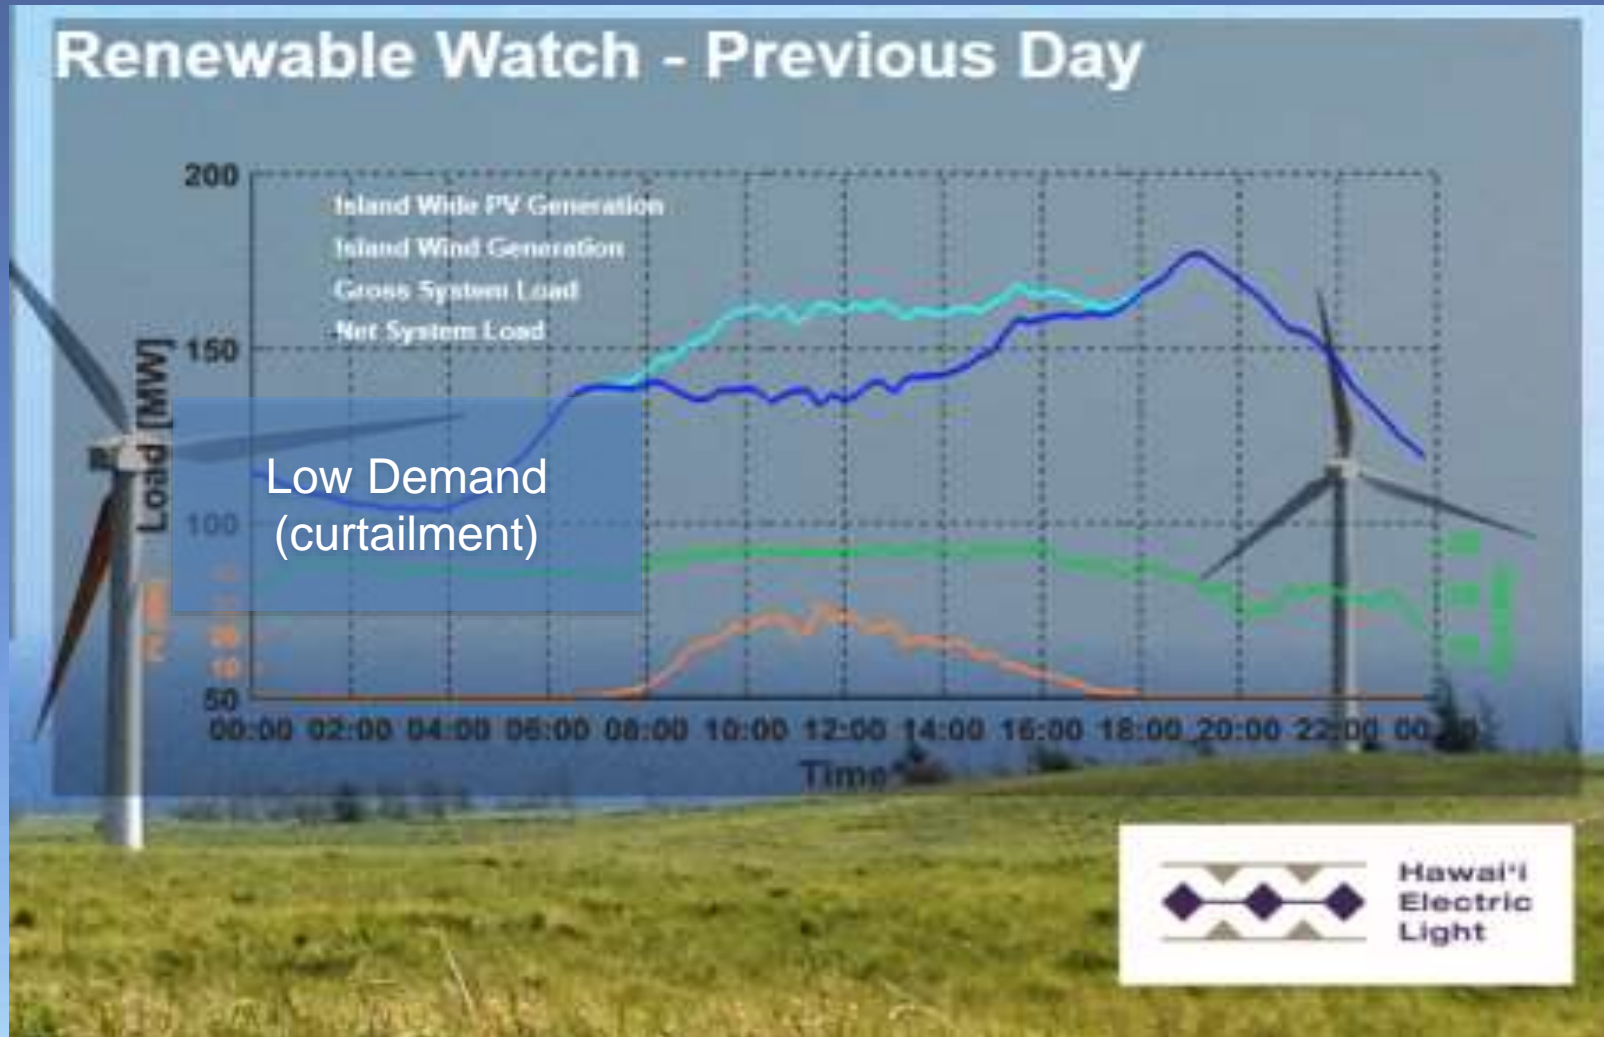 Renewable Watch - Previous Day
200
Island Wide PV Generation
Island Wind Generation
Gross System Load
Net System Load
150
Load [MW]
Low Demand
(curtailment)
100
50
00:00 02:00 04:00 06:00 08:00 10:00 12:00 14:00 16:00 18:00 20:00 22:00
Time
Hawai'i
Electric
Light